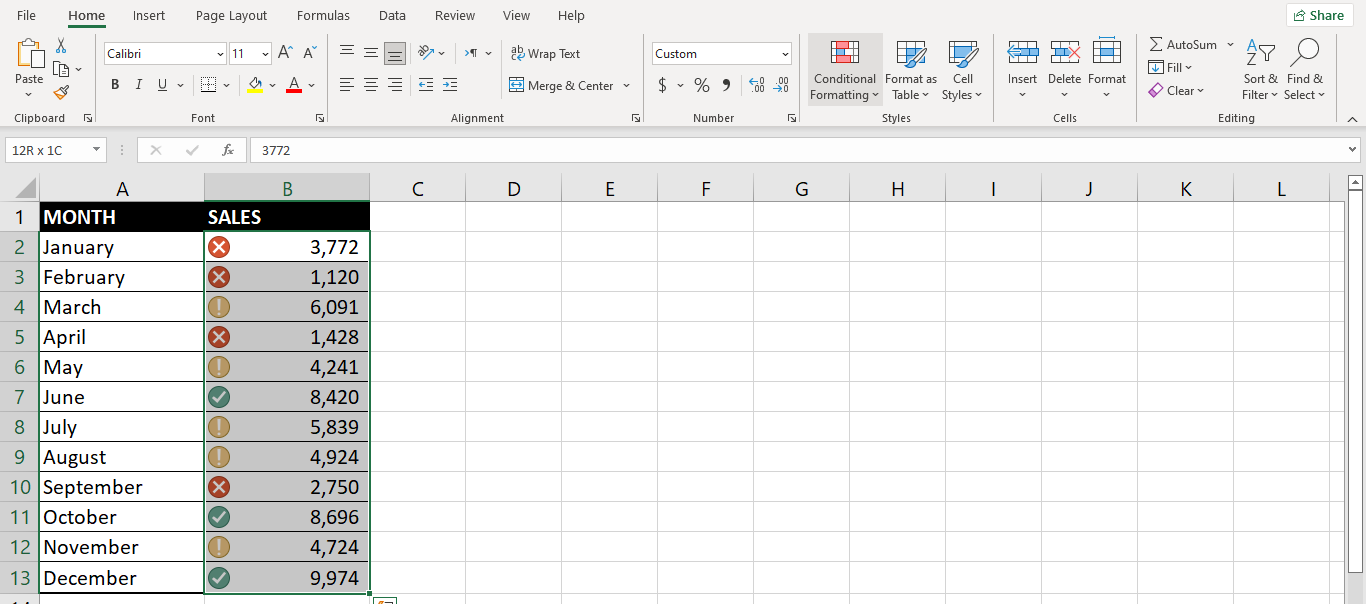 File Home Insert Page Layout Formulas Data Review View Help Share
Calibri 11 ab Wrap Text Custom AutoSum
Paste Conditional Formatting Format as Table Cell Styles Insert Delete Format Fill Sort & Filter Find & Select
B I U A Merge & Center $ % Clear
Clipboard Font Alignment Number Styles Cells Editing
12R x 1C fx 3772
A B C D E F G H I J K L
1 MONTH SALES
2 January 3,772
3 February 1,120
4 March 6,091
5 April 1,428
6 May 4,241
7 June 8,420
8 July 5,839
9 August 4,924
10 September 2,750
11 October 8,696
12 November 4,724
13 December 9,974